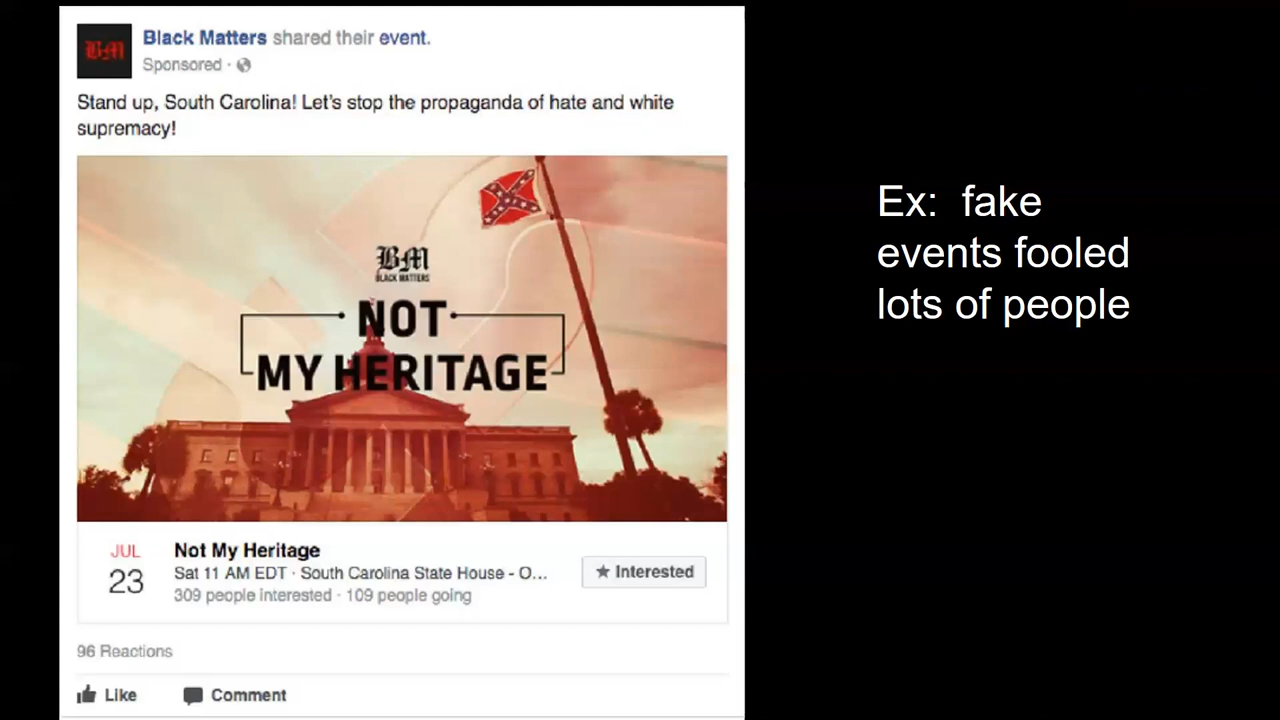 BM
Black Matters shared their event.
Sponsored ·
Stand up, South Carolina! Let's stop the propaganda of hate and white
supremacy!
BM
BLACK MATTERS
NOT
MY HERITAGE
JUL
23
Not My Heritage
Sat 11 AM EDT · South Carolina State House - O...
309 people interested · 109 people going
Interested
96 Reactions
Like
Comment
Ex: fake
events fooled
lots of people